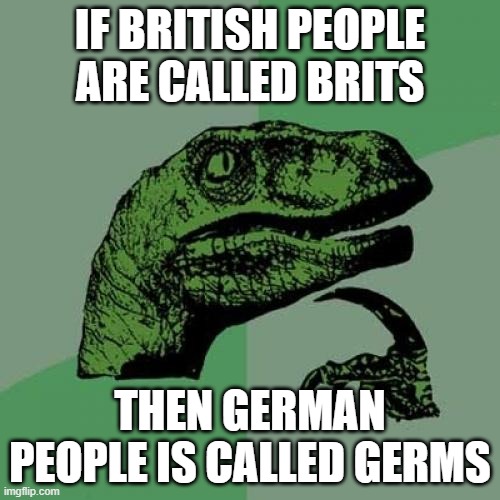 IF BRITISH PEOPLE
ARE CALLED BRITS
THEN GERMAN
PEOPLE IS CALLED GERMS
imgflip.com